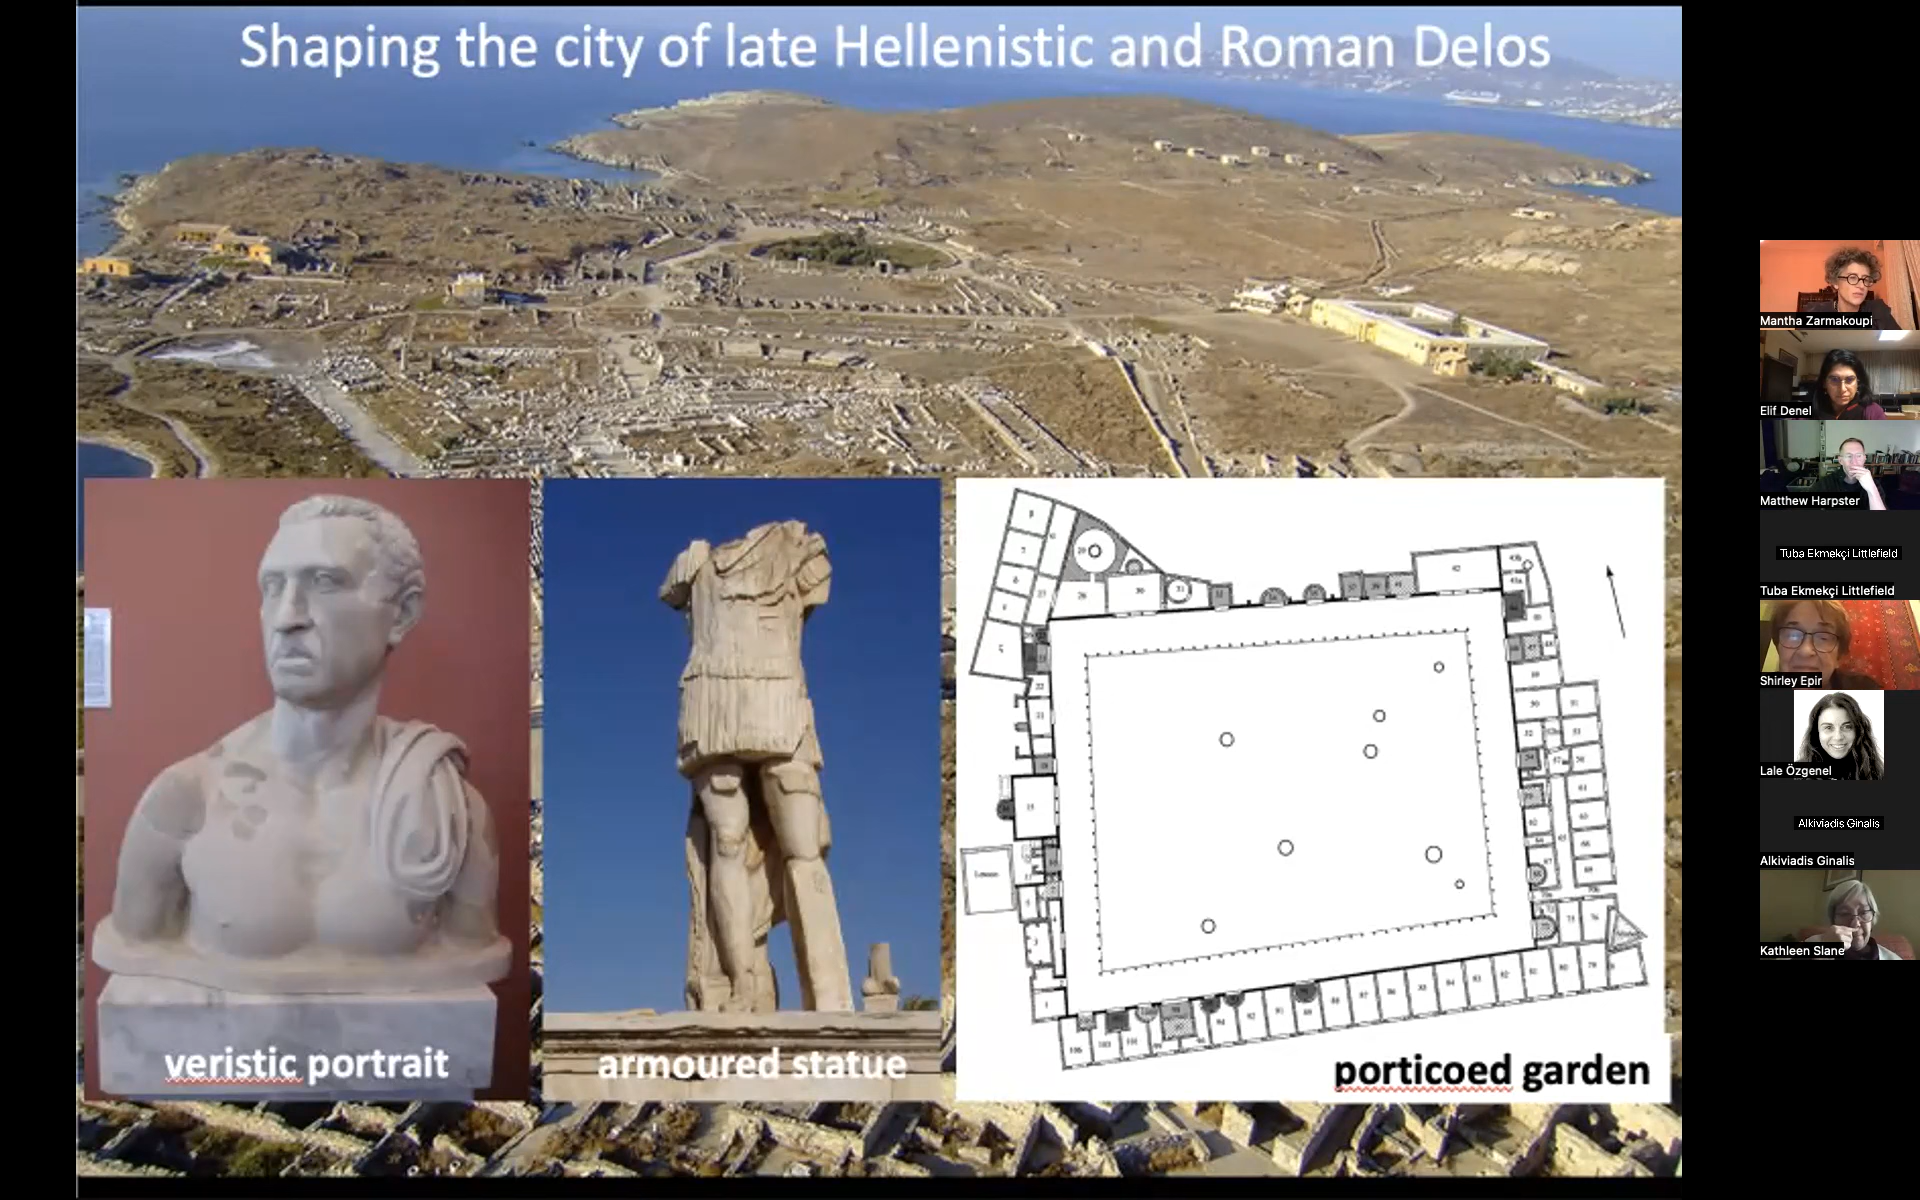 Shaping the city of late Hellenistic and Roman Delos
veristic portrait
armoured statue
porticoed garden
Mantha Zarmakoupi
Elif Denel
Matthew Harpster
Tuba Ekmekçi Littlefield
Tuba Ekmekçi Littlefield
Shirley Epir
Lale Özgenel
Alkiviadis Ginalis
Alkiviadis Ginalis
Kathleen Slane